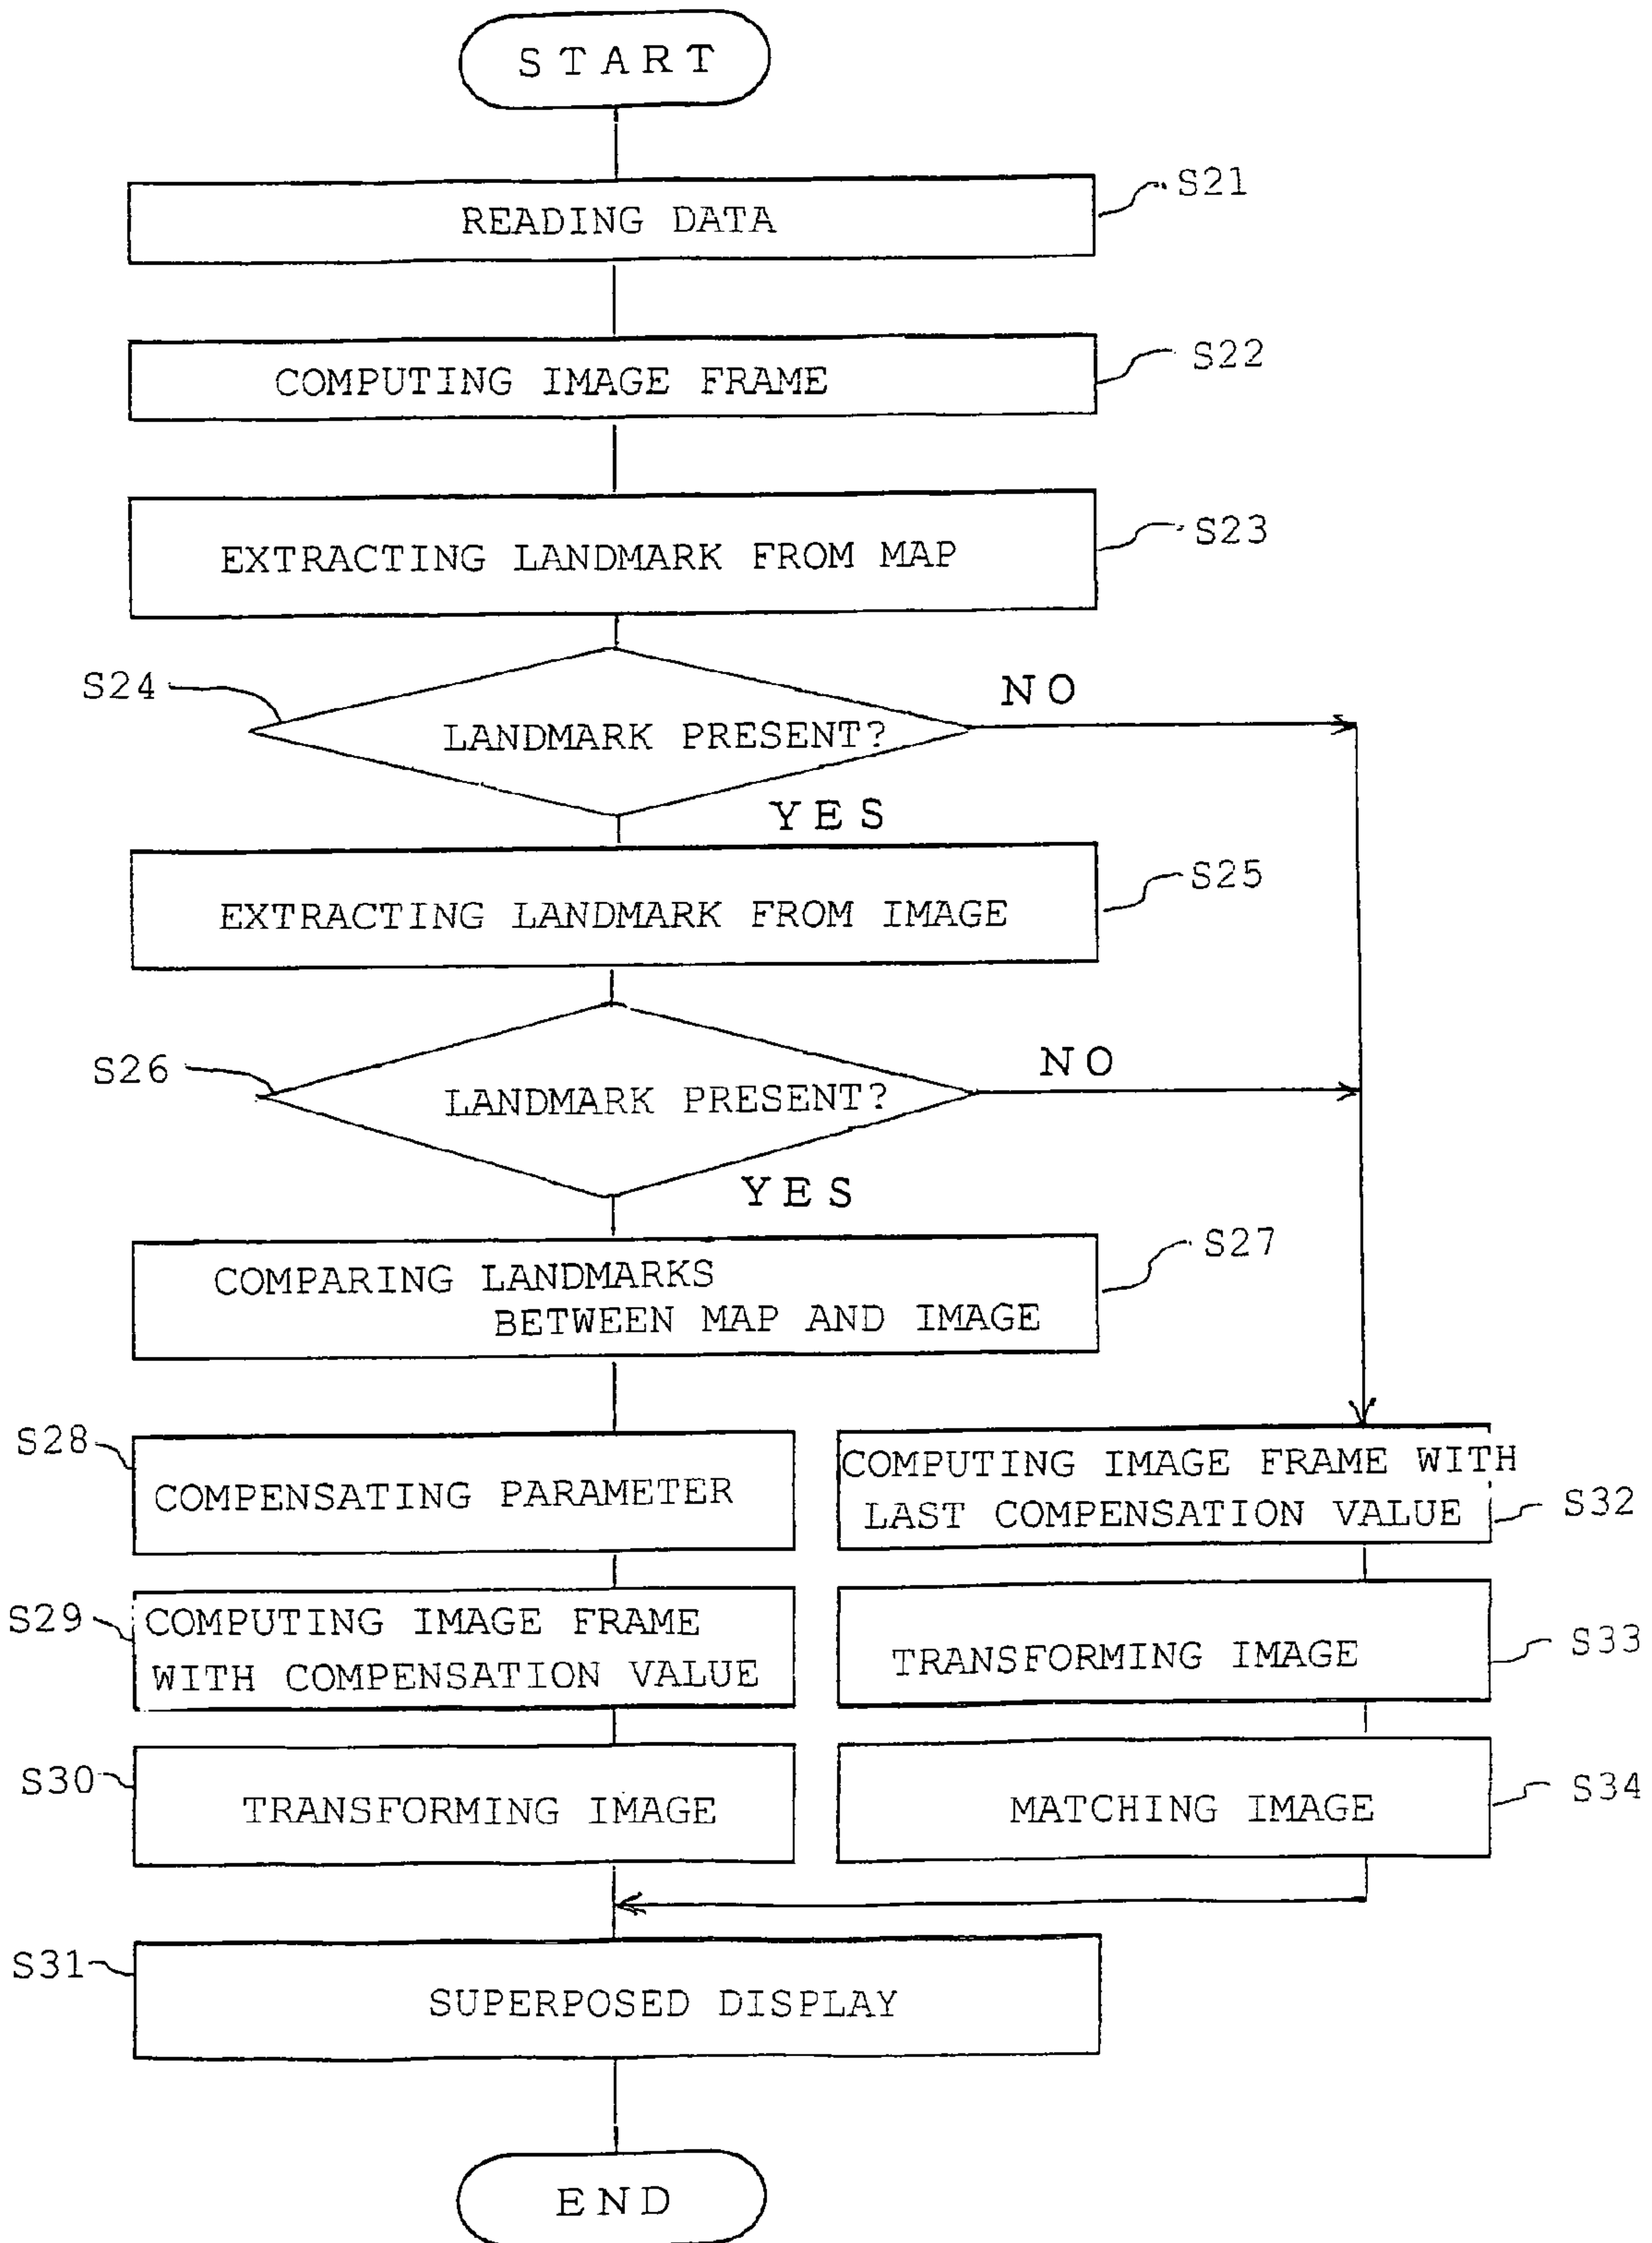 START
S21
READING DATA
S22
COMPUTING IMAGE FRAME
S23
EXTRACTING LANDMARK FROM MAP
S24
NO
LANDMARK PRESENT?
YES
S25
EXTRACTING LANDMARK FROM IMAGE
S26
NO
LANDMARK PRESENT?
YES
S27
COMPARING LANDMARKS
BETWEEN MAP AND IMAGE
S28
COMPENSATING PARAMETER
COMPUTING IMAGE FRAME WITH
LAST COMPENSATION VALUE
S32
S29
COMPUTING IMAGE FRAME
WITH COMPENSATION VALUE
TRANSFORMING IMAGE
S33
S30
TRANSFORMING IMAGE
MATCHING IMAGE
S34
S31
SUPERPOSED DISPLAY
END